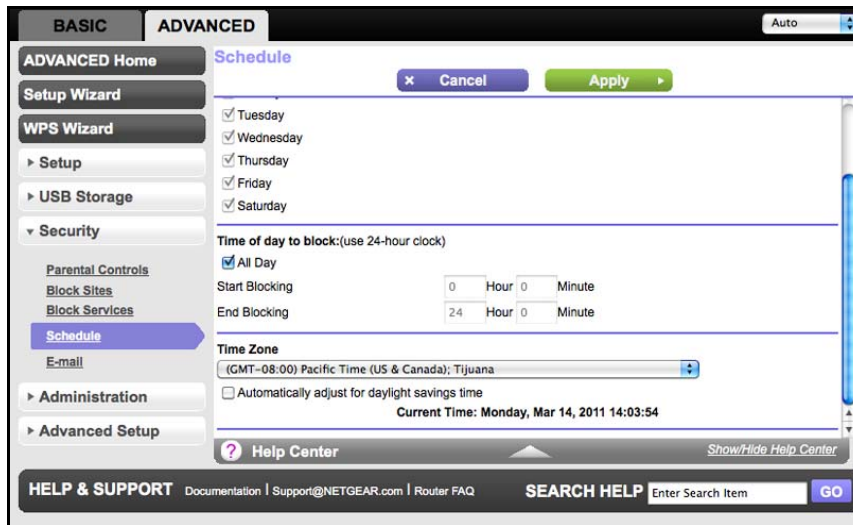 BASIC
ADVANCED
Auto
ADVANCED Home
Setup Wizard
WPS Wizard
Setup
USB Storage
Security
Parental Controls
Block Sites
Block Services
Schedule
E-mail
Administration
Advanced Setup
Schedule
× Cancel
Apply
Tuesday
Wednesday
Thursday
Friday
Saturday
Time of day to block:(use 24-hour clock)
All Day
Start Blocking 0 Hour 0 Minute
End Blocking 24 Hour 0 Minute
Time Zone
(GMT-08:00) Pacific Time (US & Canada); Tijuana
Automatically adjust for daylight savings time
Current Time: Monday, Mar 14, 2011 14:03:54
? Help Center
Show/Hide Help Center
HELP & SUPPORT Documentation | Support@NETGEAR.com | Router FAQ
SEARCH HELP Enter Search Item GO